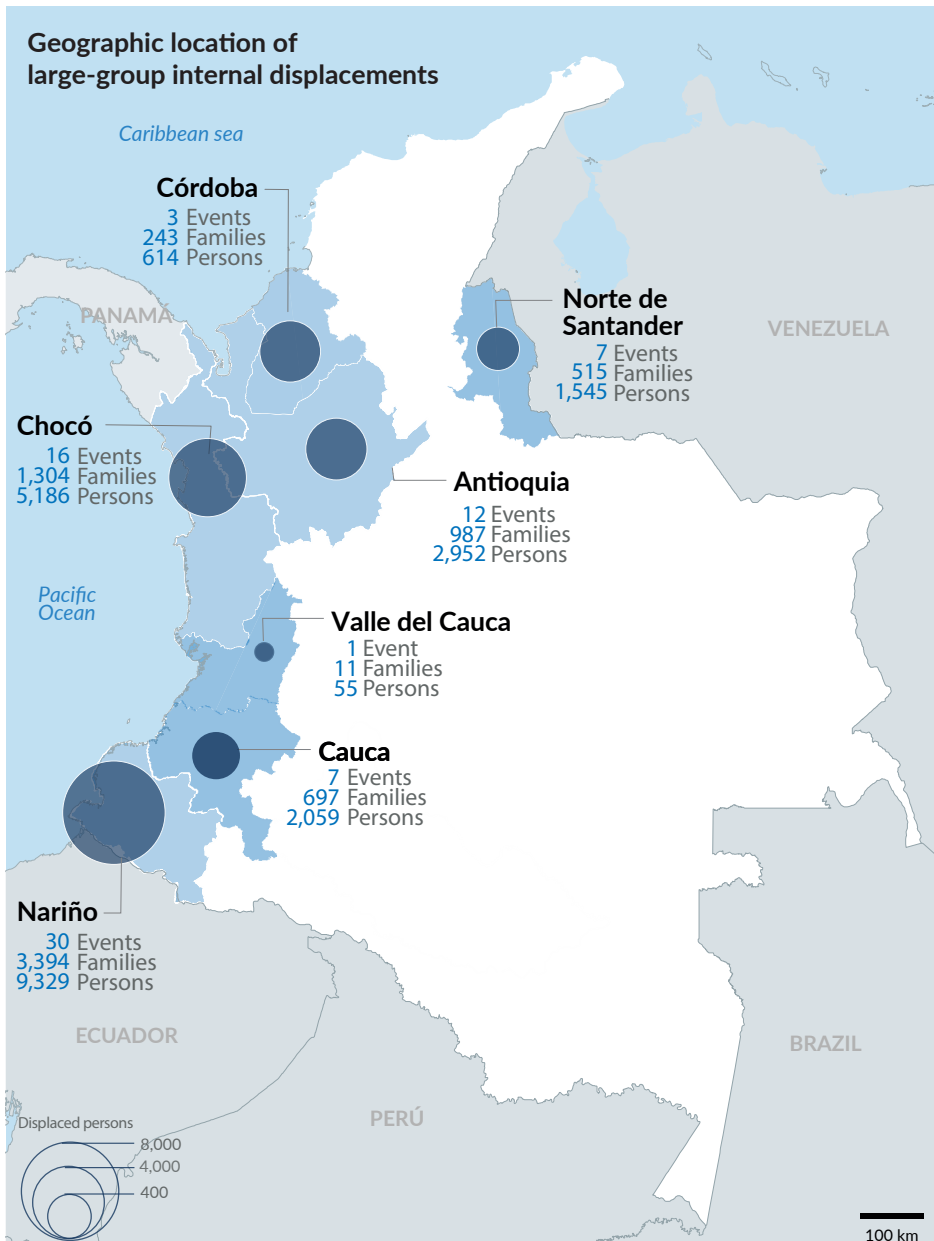 Geographic location of
large-group internal displacements
Caribbean sea
Córdoba
3 Events
243 Families
614 Persons
PANAMÁ
Norte de
Santander
7 Events
515 Families
1,545 Persons
VENEZUELA
Chocó
16 Events
1,304 Families
5,186 Persons
Antioquia
12 Events
987 Families
2,952 Persons
Pacific
Ocean
Valle del Cauca
1 Event
11 Families
55 Persons
Cauca
7 Events
697 Families
2,059 Persons
Nariño
30 Events
3,394 Families
9,329 Persons
ECUADOR
BRAZIL
PERÚ
Displaced persons
8,000
4,000
400
100 km